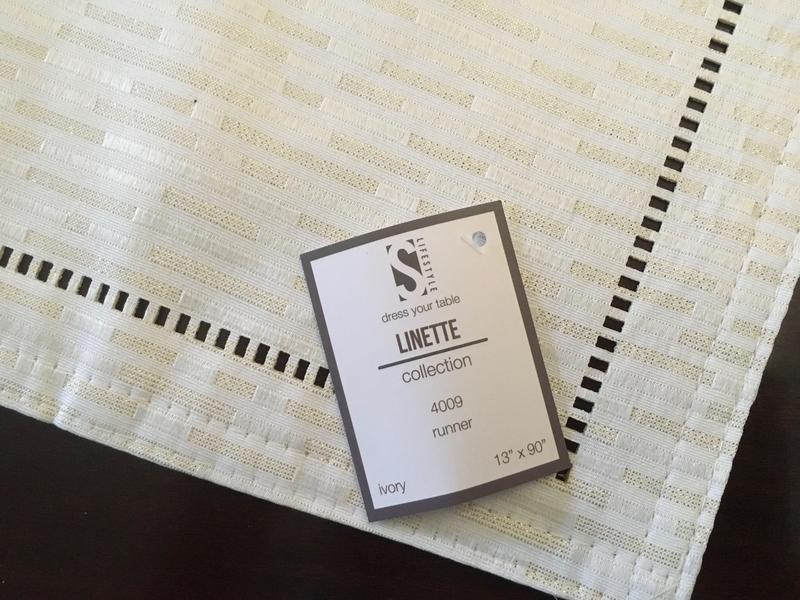 S LIFESTYLE
dress your table
LINETTE
collection
4009
runner
13" x 90"
ivory